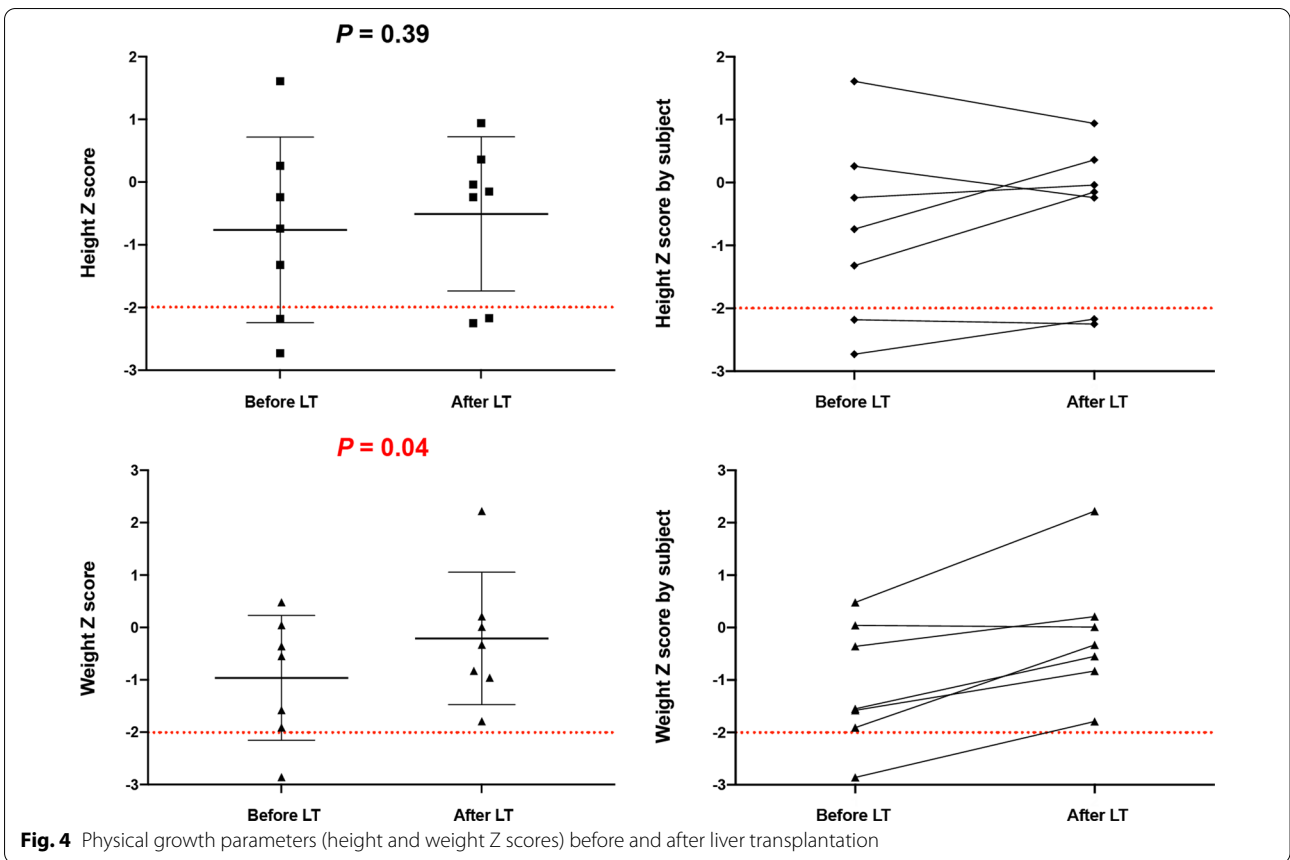 P = 0.39
Height Z score
2
1
0
-1
-2
-3
Before LT
After LT
Height Z score by subject
2
1
0
-1
-2
-3
Before LT
After LT
P = 0.04
Weight Z score
3
2
1
0
-1
-2
-3
Before LT
After LT
Weight Z score by subject
3
2
1
0
-1
-2
-3
Before LT
After LT
Fig. 4 Physical growth parameters (height and weight Z scores) before and after liver transplantation